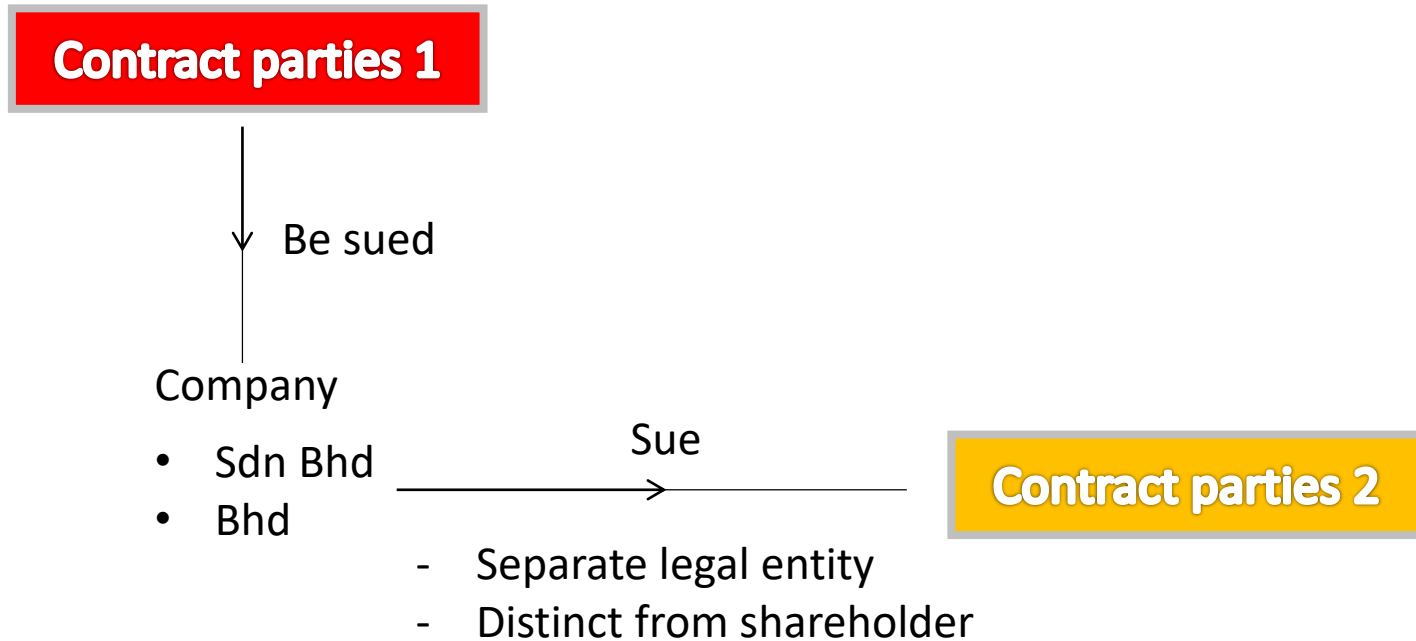 Contract parties 1
Be sued
Company
• Sdn Bhd
• Bhd
Sue
Contract parties 2
- Separate legal entity
- Distinct from shareholder